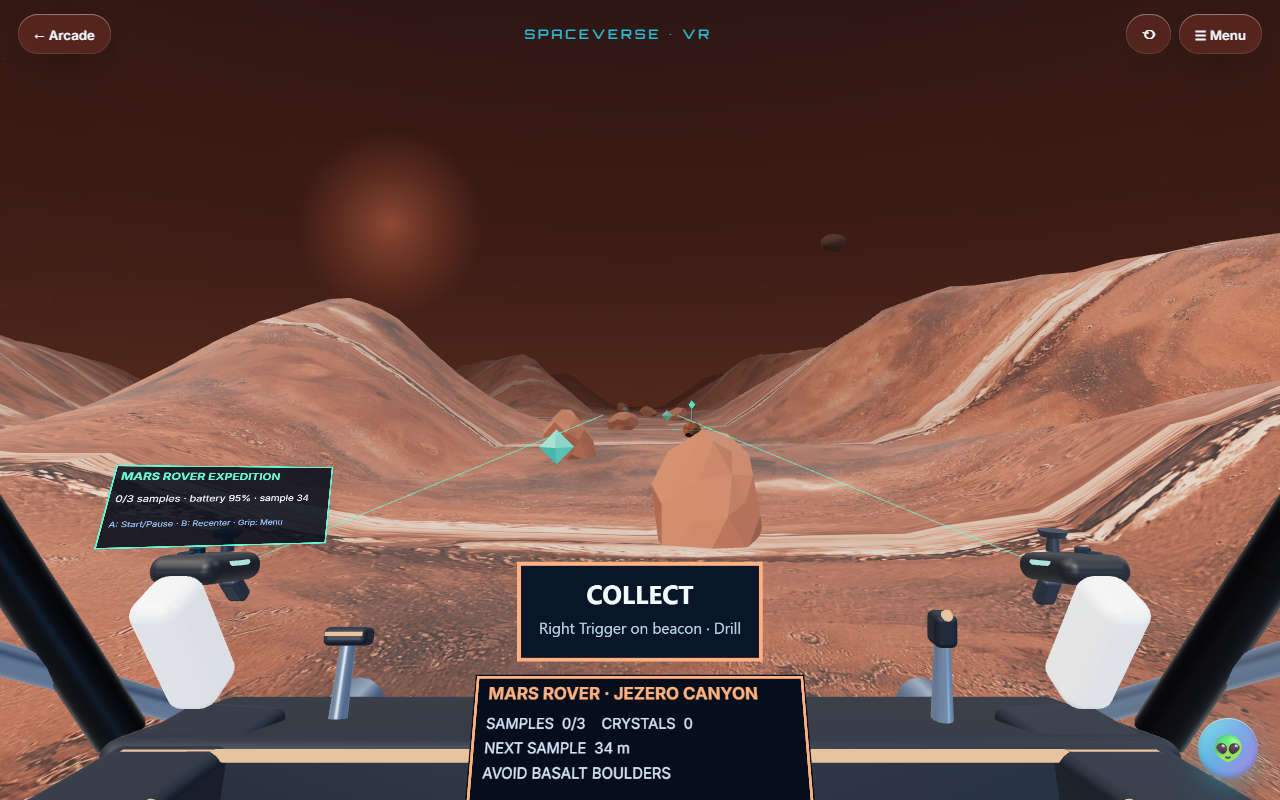 ← Arcade
SPACEVERSE · VR
☰ Menu
MARS ROVER EXPEDITION
0/3 samples · battery 95% · sample 34
A: Start/Pause · B: Recenter · Grip: Menu
COLLECT
Right Trigger on beacon · Drill
MARS ROVER · JEZERO CANYON
SAMPLES 0/3 CRYSTALS 0
NEXT SAMPLE 34 m
AVOID BASALT BOULDERS